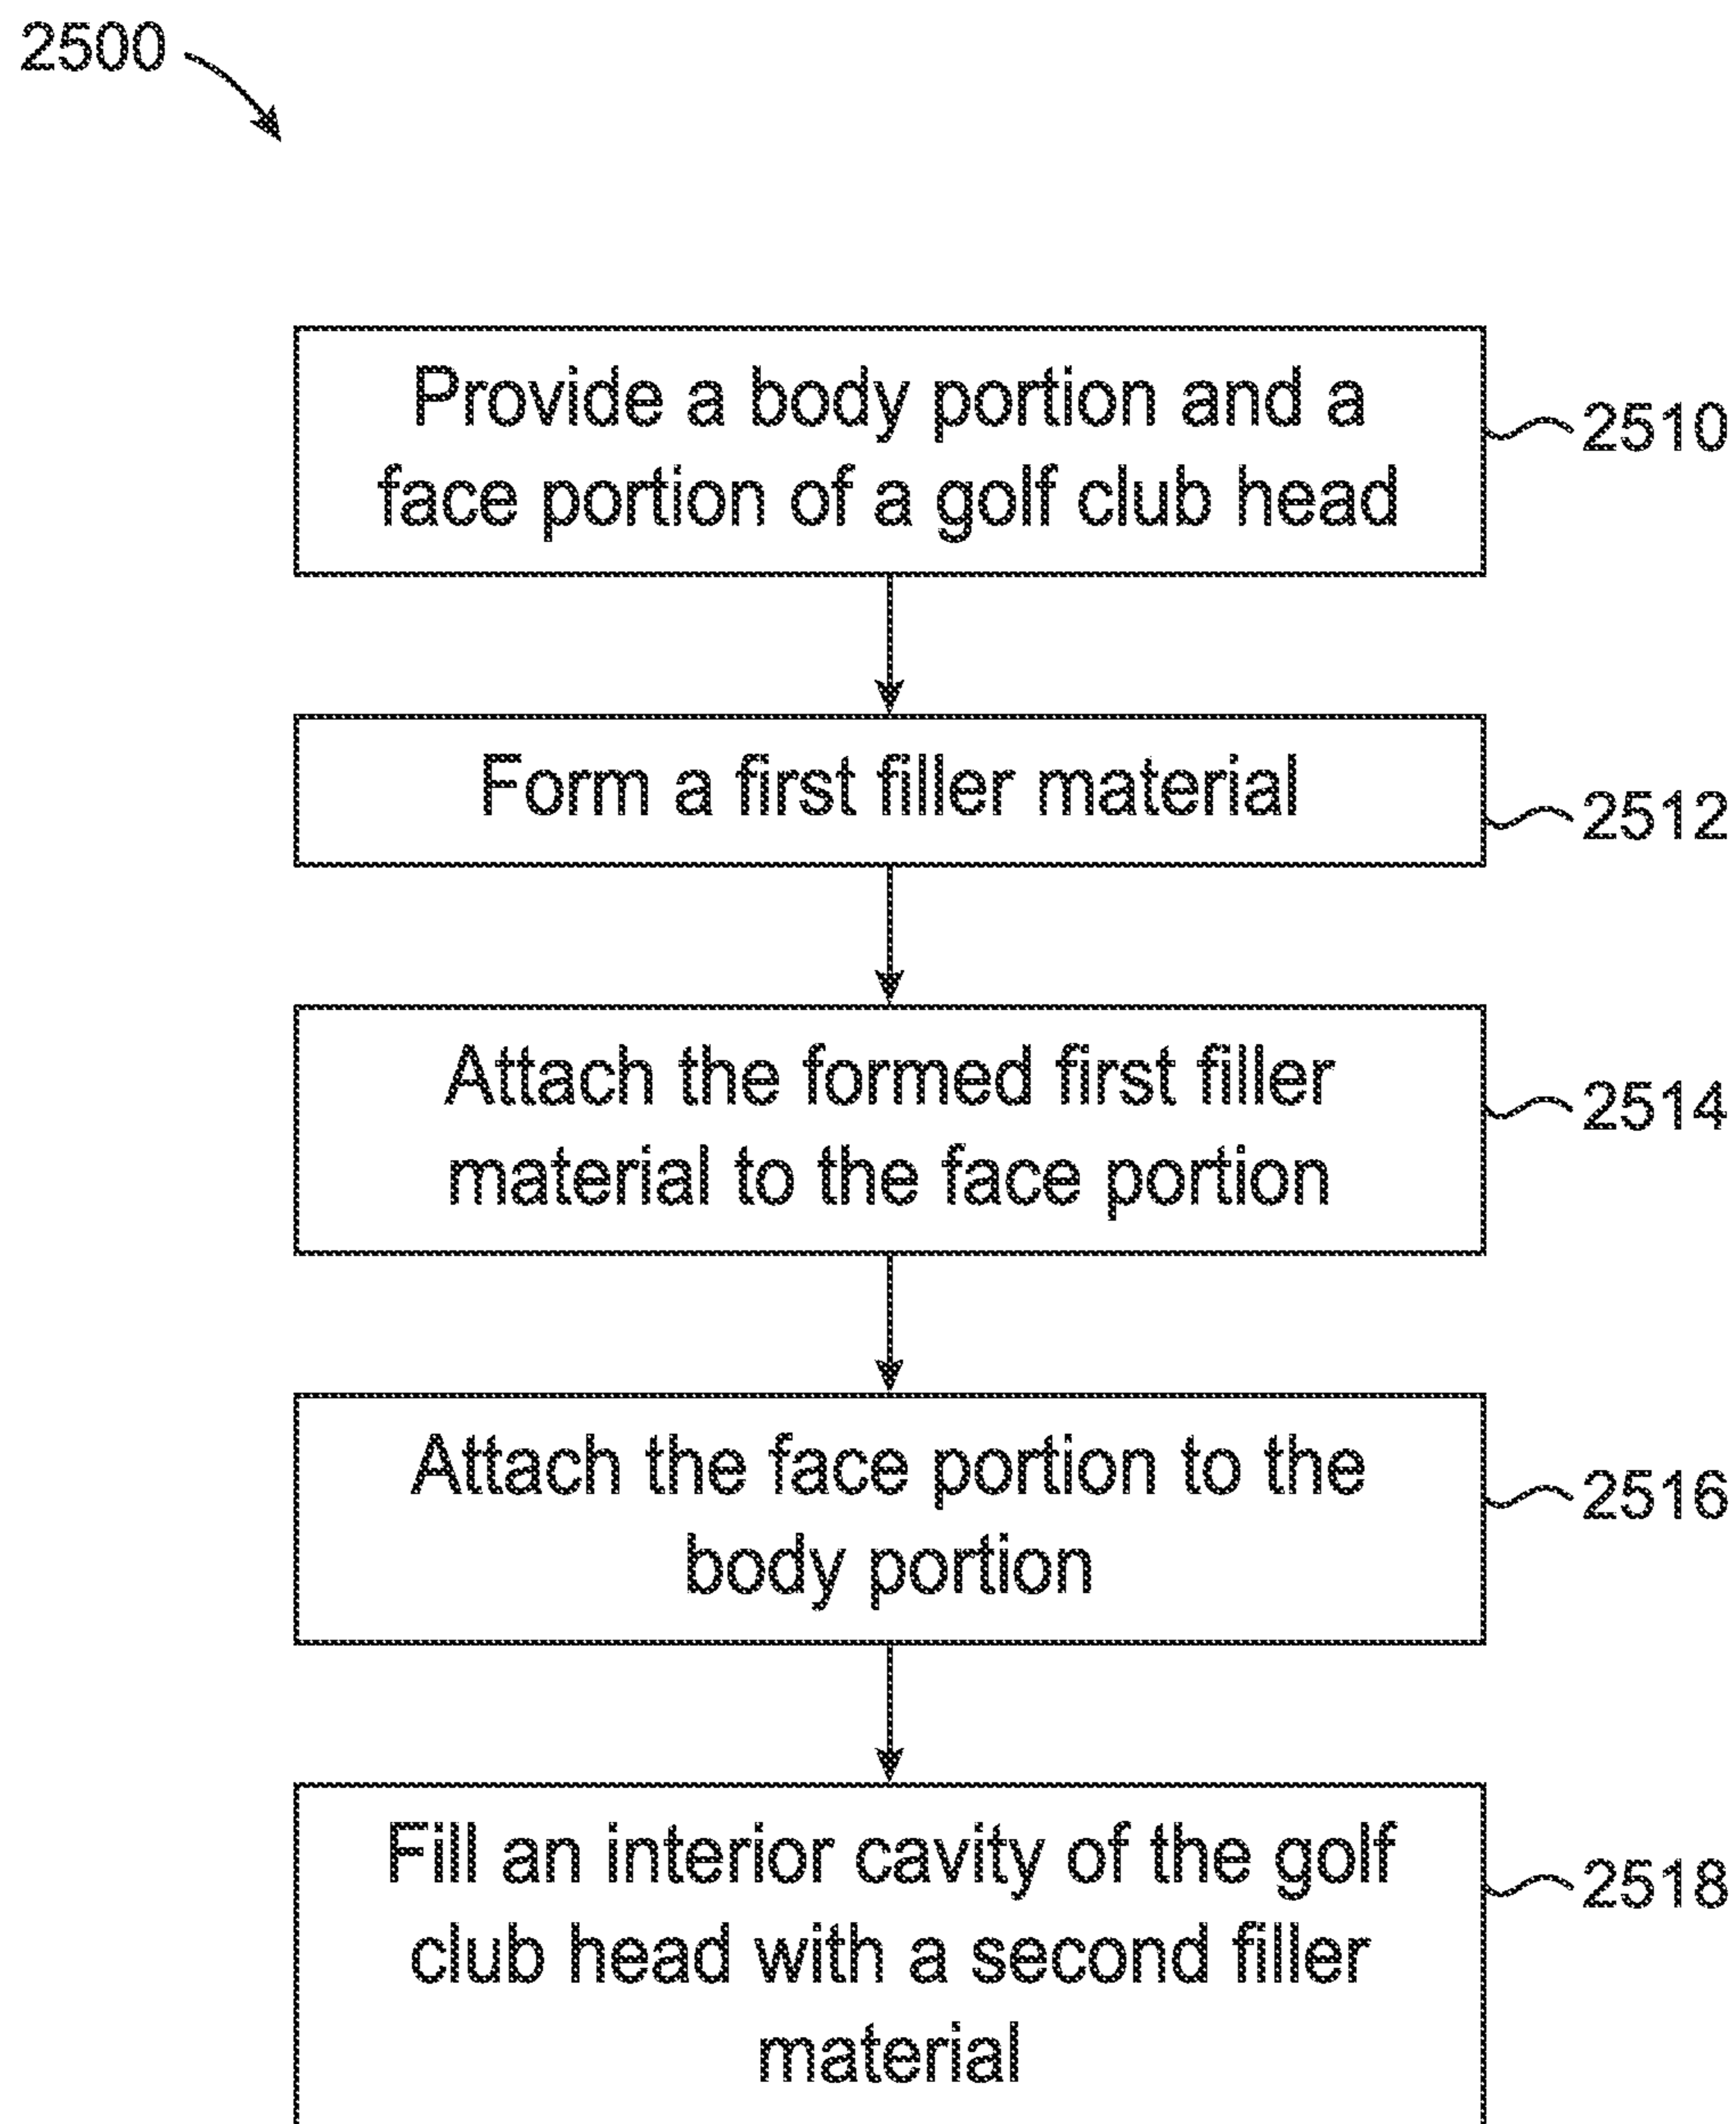 2500
Provide a body portion and a
face portion of a golf club head
2510
Form a first filler material
2512
Attach the formed first filler
material to the face portion
2514
Attach the face portion to the
body portion
2516
Fill an interior cavity of the golf
club head with a second filler
material
2518